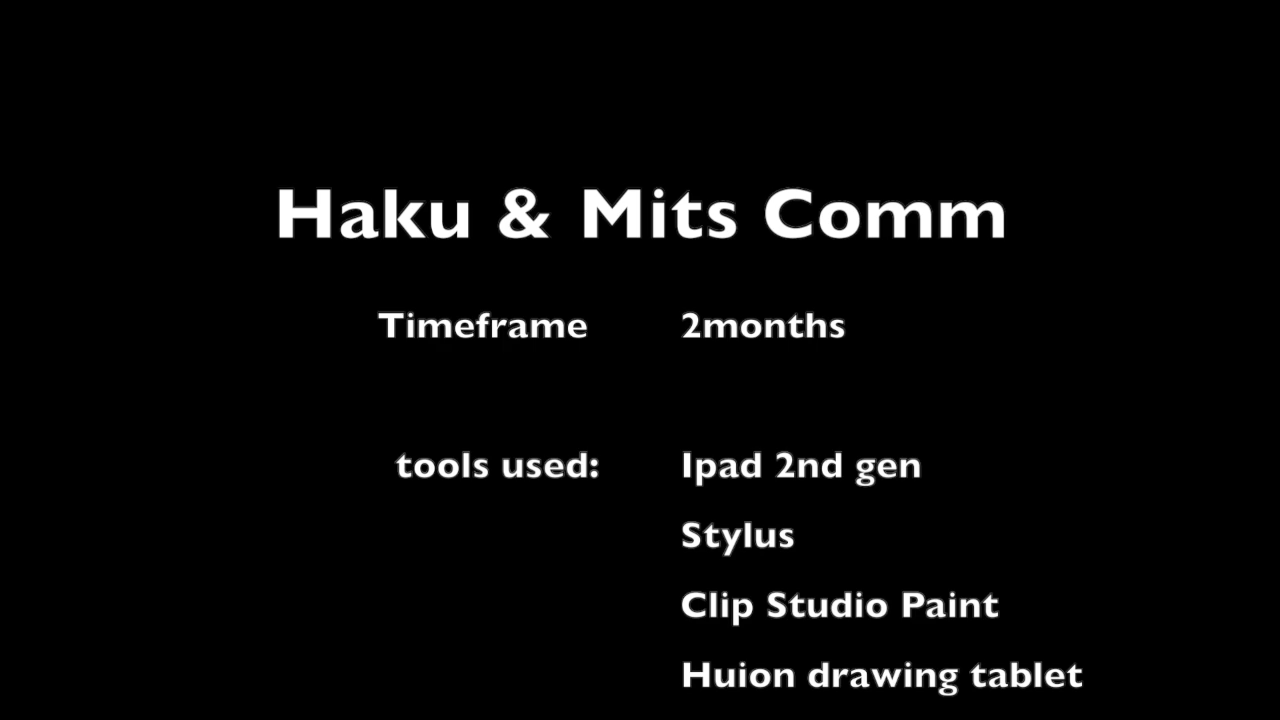 Haku & Mits Comm
Timeframe 2months
tools used: Ipad 2nd gen
Stylus
Clip Studio Paint
Huion drawing tablet